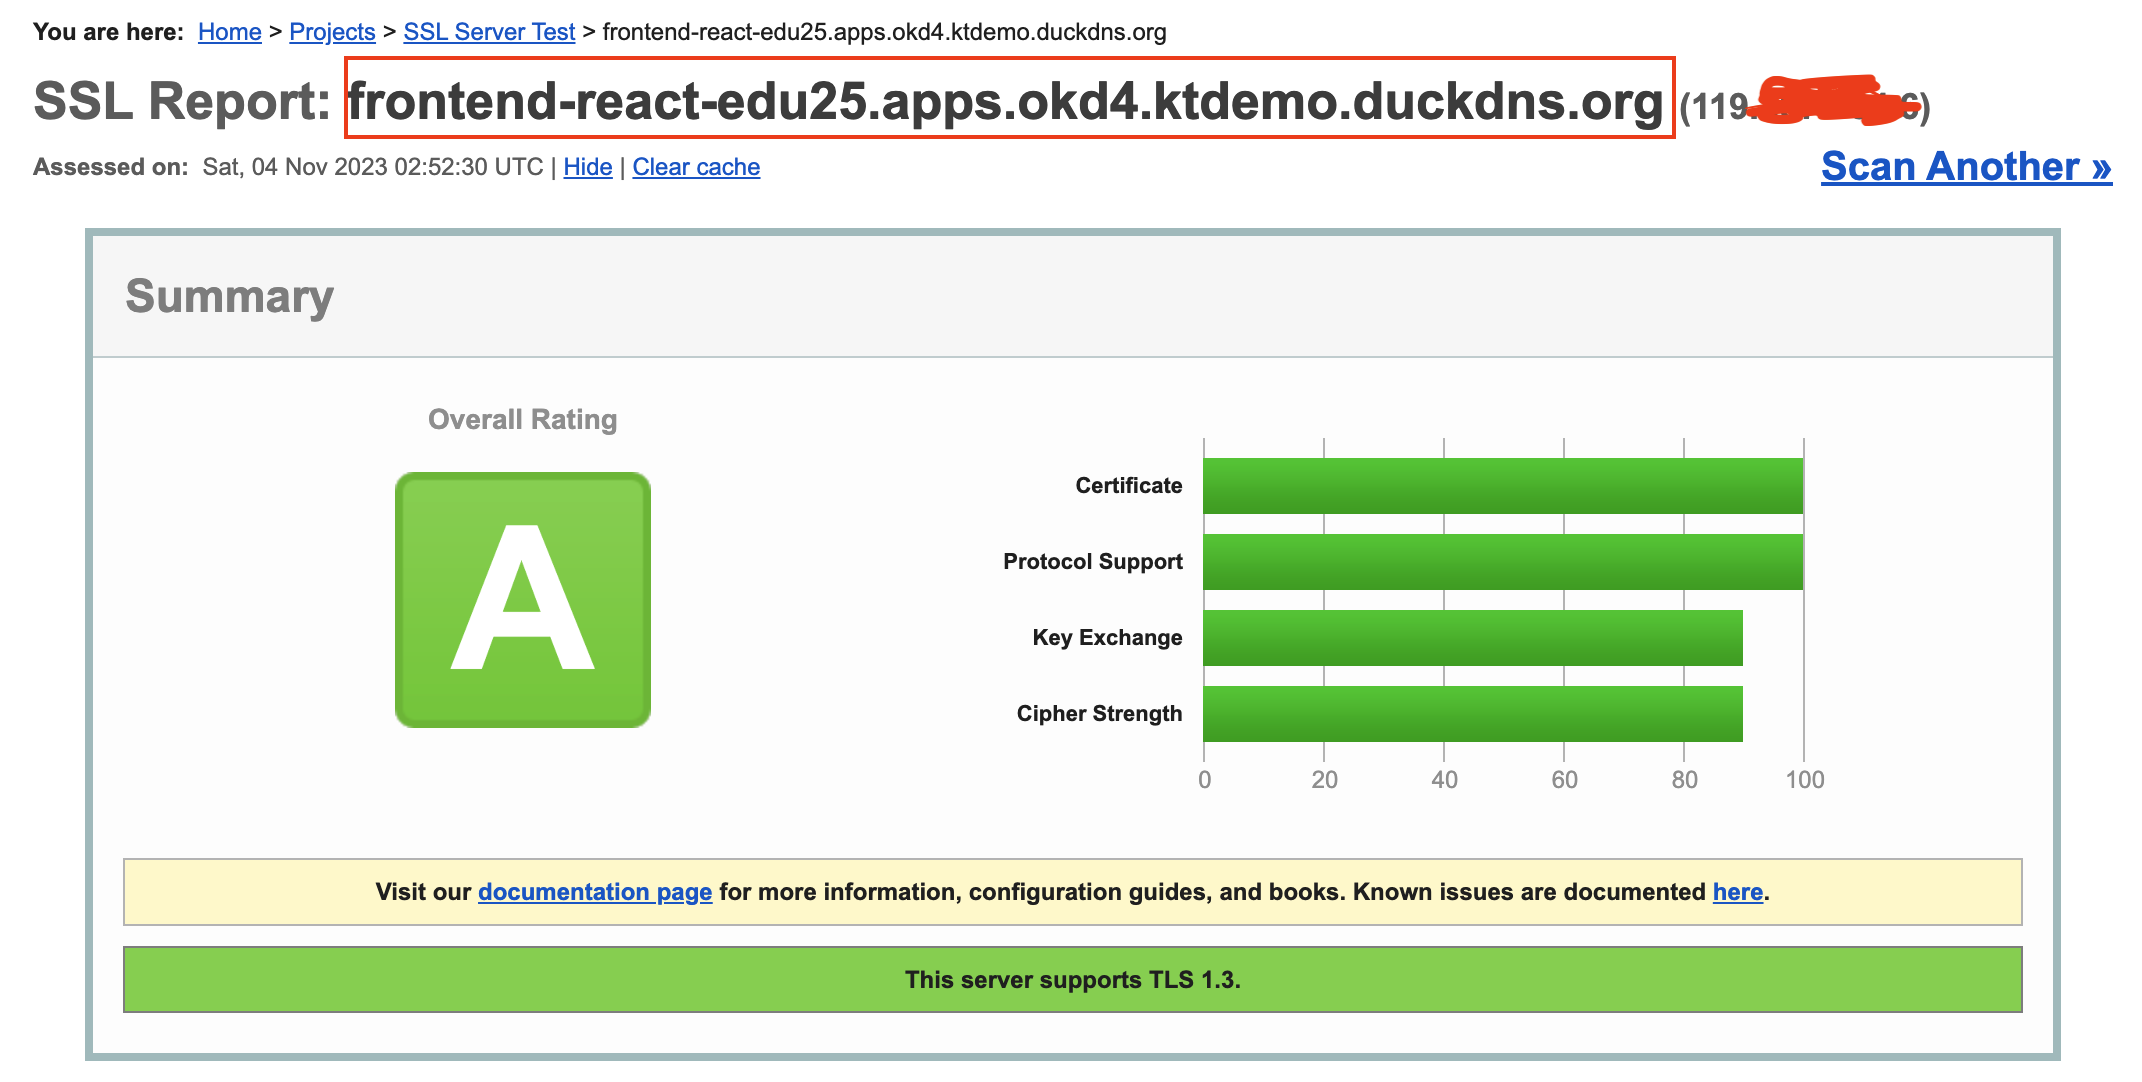 You are here: Home > Projects > SSL Server Test > frontend-react-edu25.apps.okd4.ktdemo.duckdns.org
SSL Report: frontend-react-edu25.apps.okd4.ktdemo.duckdns.org (119.
Assessed on: Sat, 04 Nov 2023 02:52:30 UTC | Hide | Clear cache
Scan Another »
Summary
Overall Rating
A
Certificate
Protocol Support
Key Exchange
Cipher Strength
0 20 40 60 80 100
Visit our documentation page for more information, configuration guides, and books. Known issues are documented here.
This server supports TLS 1.3.